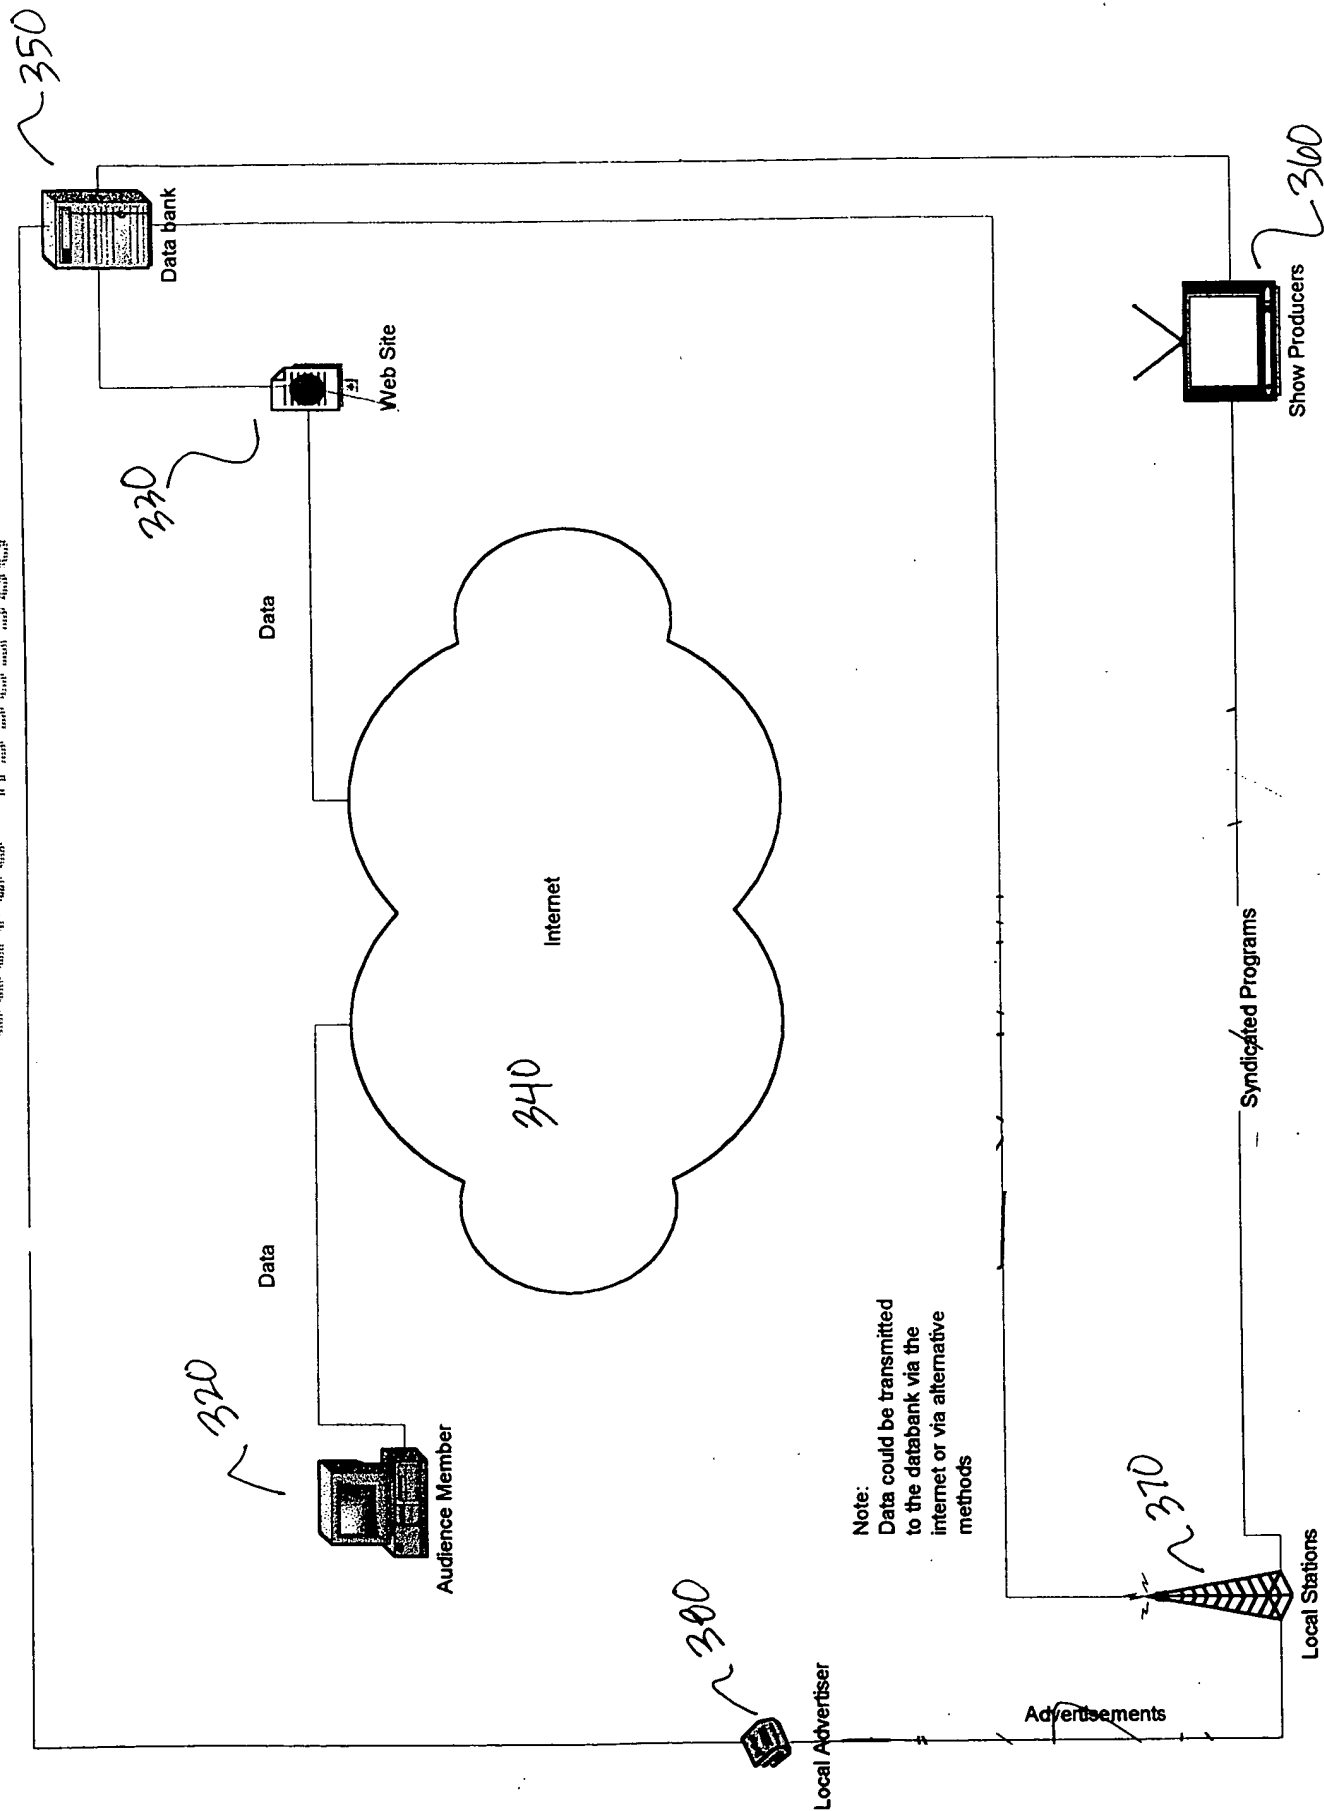 350
Data bank
330
320
Data
Data
Web Site
Audience Member
340
Internet
380
Local Advertiser
Note:
Data could be transmitted
to the databank via the
internet or via alternative
methods
Advertisements
370
Syndicated Programs
360
Local Stations
Show Producers